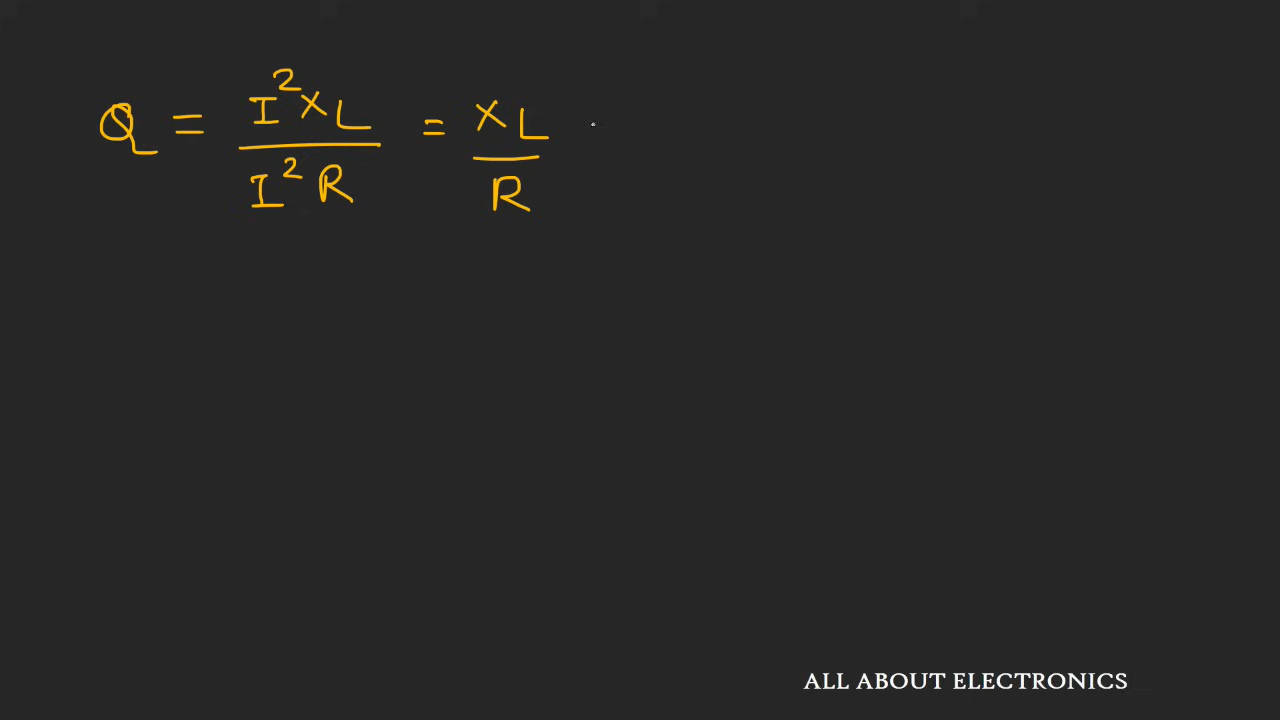 Q = I²XL / I²R = XL / R
ALL ABOUT ELECTRONICS